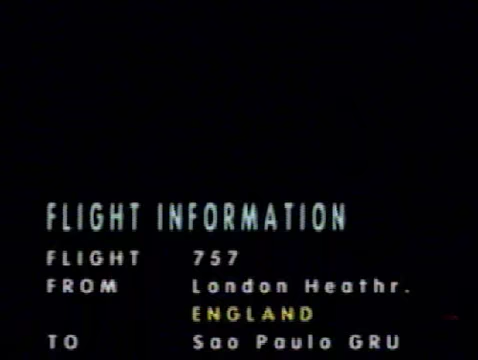 FLIGHT INFORMATION
FLIGHT 757
FROM London Heathr.
ENGLAND
TO Sao Paulo GRU